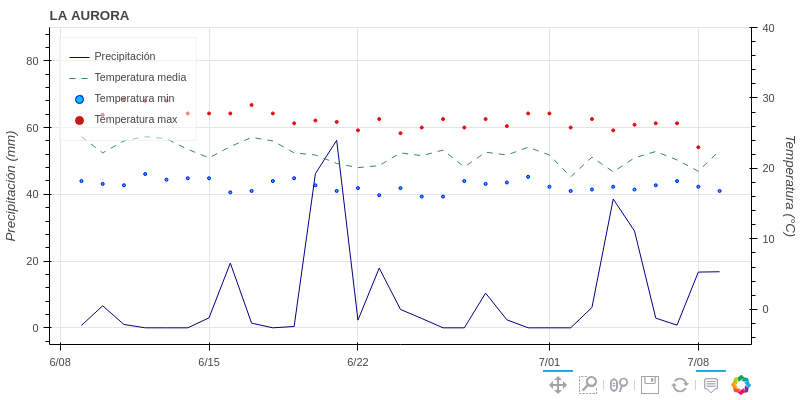 LA AURORA
Precipitación
Temperatura media
Temperatura min
Temperatura max
Precipitación (mm)
80
60
40
20
0
Temperatura (°C)
40
30
20
10
0
6/08
6/15
6/22
7/01
7/08